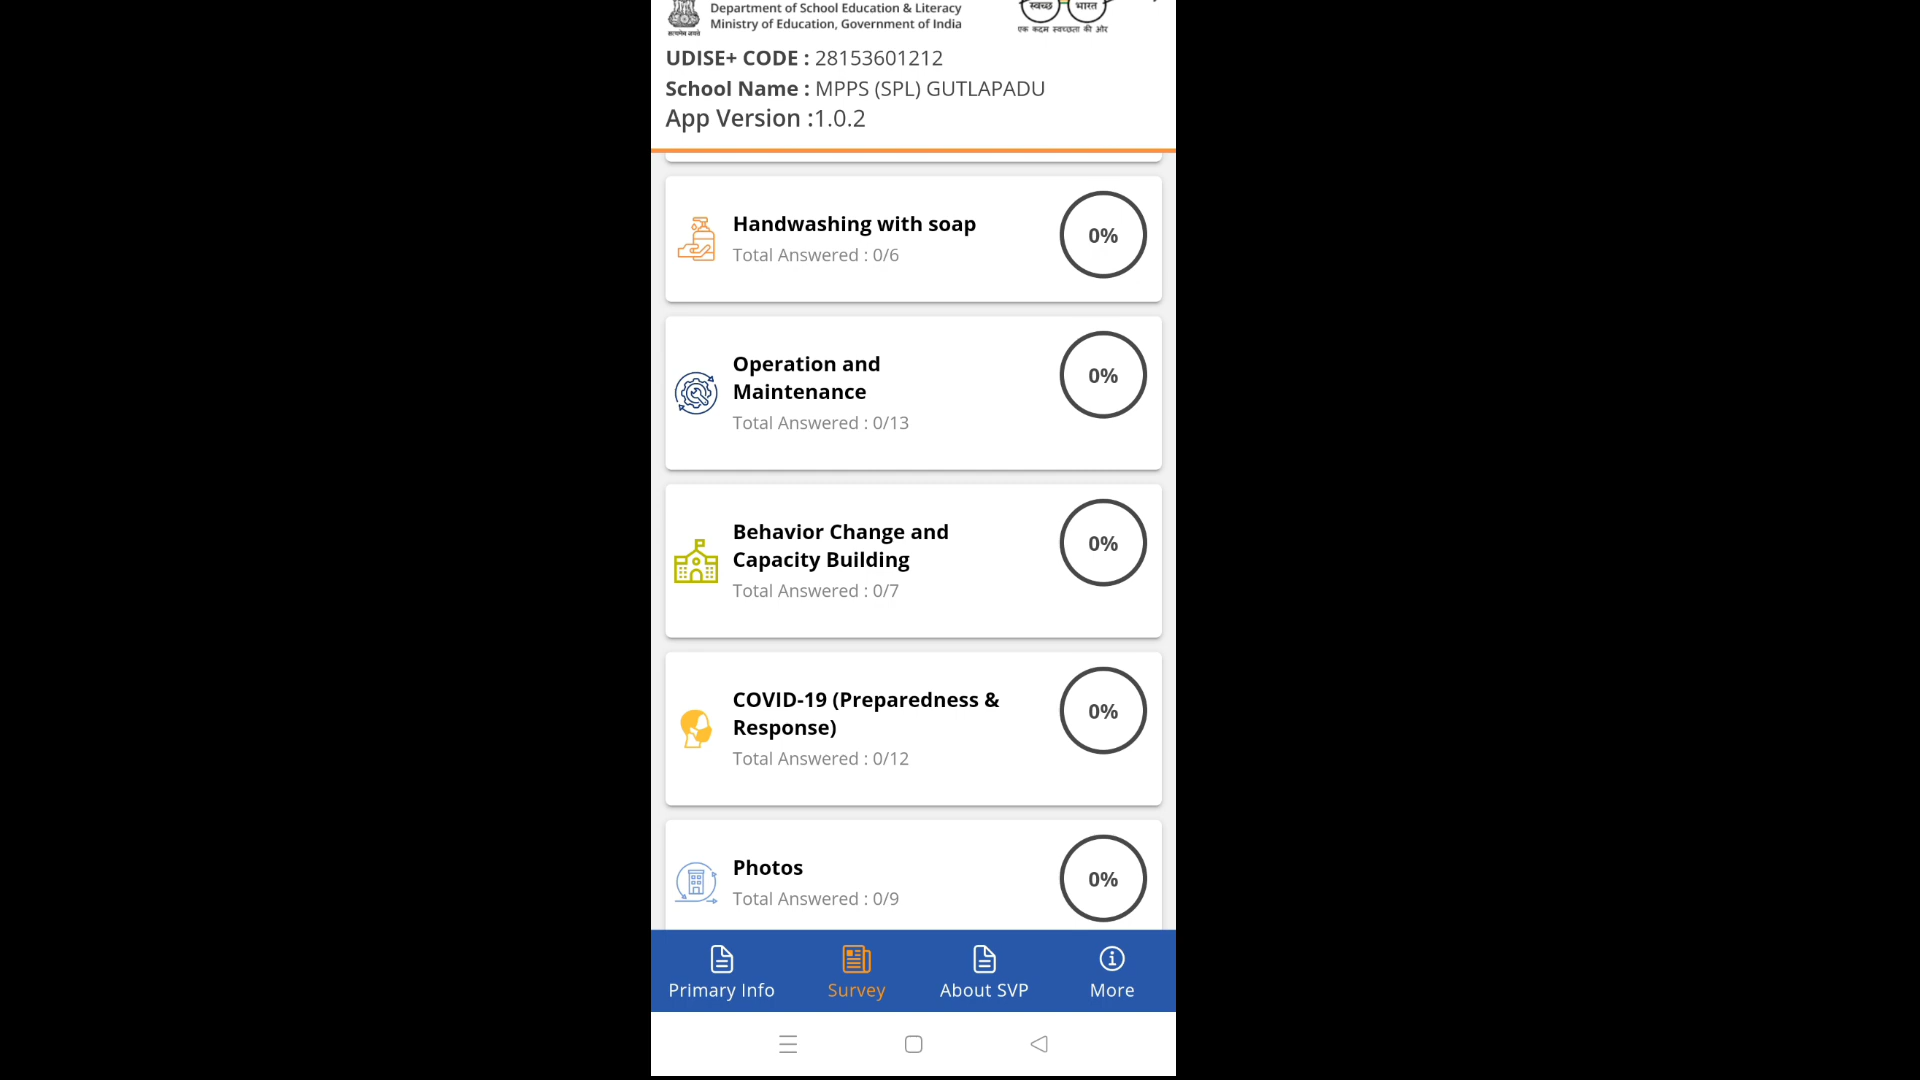 Department of School Education & Literacy
Ministry of Education, Government of India
सत्यमेव जयते
स्वच्छ भारत
एक कदम स्वच्छता की ओर
UDISE+ CODE : 28153601212
School Name : MPPS (SPL) GUTLAPADU
App Version :1.0.2
Handwashing with soap
Total Answered : 0/6
0%
Operation and
Maintenance
Total Answered : 0/13
0%
Behavior Change and
Capacity Building
Total Answered : 0/7
0%
COVID-19 (Preparedness &
Response)
Total Answered : 0/12
0%
Photos
Total Answered : 0/9
0%
Primary Info
Survey
About SVP
More